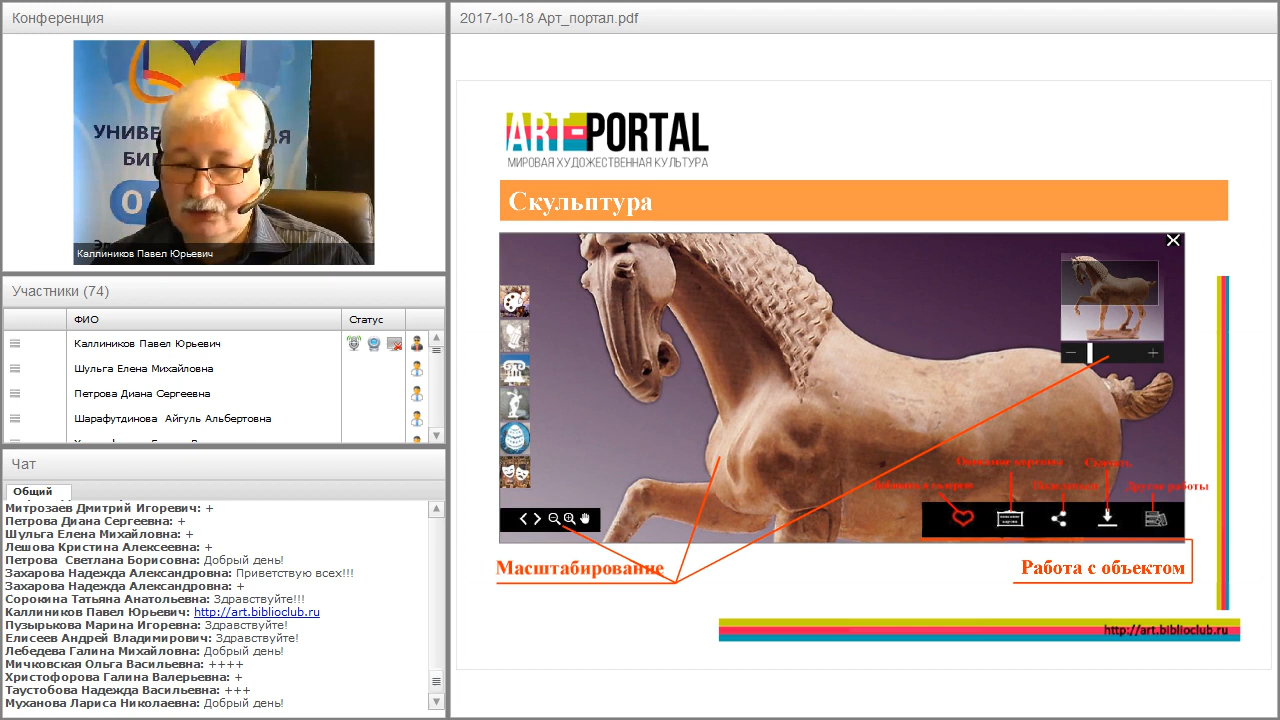 Конференция
УНИВЕ
АЯ
БИ
Каллиников Павел Юрьевич
Участники (74)
ФИО
Статус
Каллиников Павел Юрьевич
Шульга Елена Михайловна
Петрова Диана Сергеевна
Шарафутдинова Айгуль Альбертовна
Чат
Общий
Митрозаев Дмитрий Игоревич: +
Петрова Диана Сергеевна: +
Шульга Елена Михайловна: +
Лешова Кристина Алексеевна: +
Петрова Светлана Борисовна: Добрый день!
Захарова Надежда Александровна: Приветствую всех!!!
Захарова Надежда Александровна: +
Сорокина Татьяна Анатольевна: Здравствуйте!!!
Каллиников Павел Юрьевич: http://art.biblioclub.ru
Пузырькова Марина Игоревна: Здравствуйте!
Елисеев Андрей Владимирович: Здравствуйте!
Лебедева Галина Михайловна: Добрый день!
Мичковская Ольга Васильевна: ++++
Христофорова Галина Валерьевна: +
Таустобова Надежда Васильевна: +++
Муханова Лариса Николаевна: Добрый день!
2017-10-18 Арт_портал.pdf
ART-PORTAL
МИРОВАЯ ХУДОЖЕСТВЕННАЯ КУЛЬТУРА
Скульптура
Скачать
Другие работы
Масштабирование
Работа с объектом
http://art.biblioclub.ru